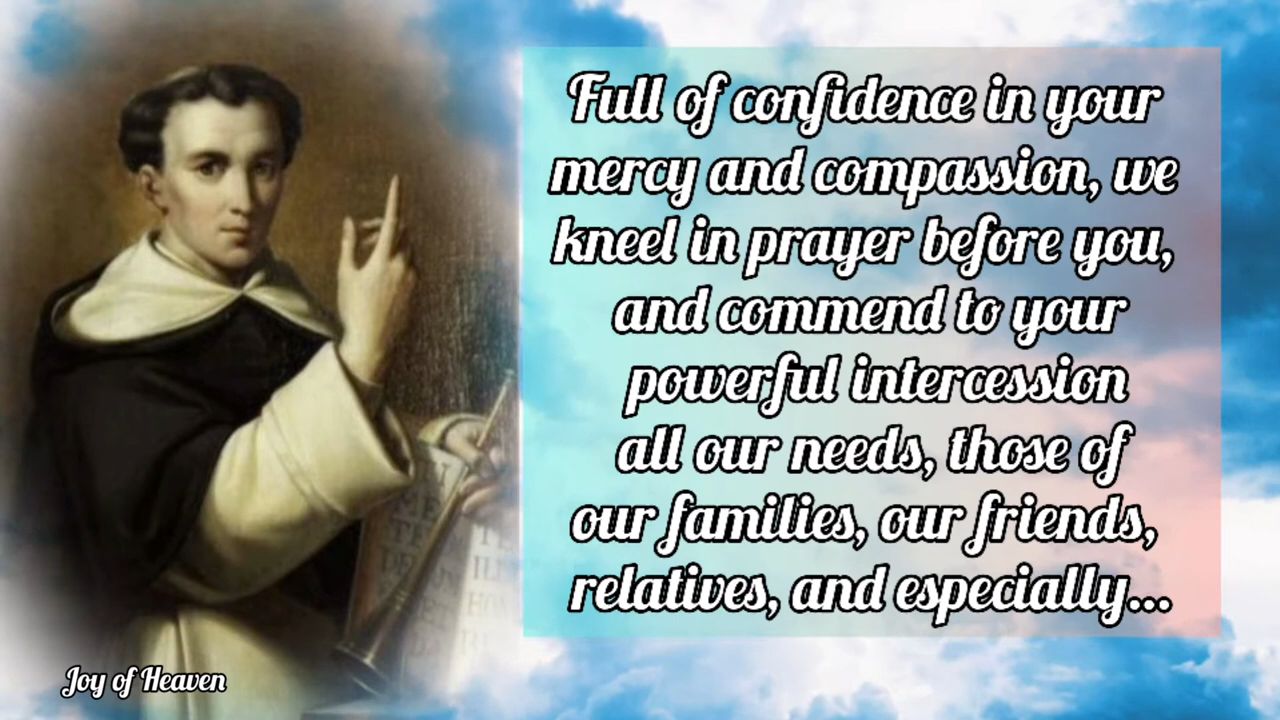 Full of confidence in your
mercy and compassion, we
kneel in prayer before you,
and commend to your
powerful intercession
all our needs, those of
our families, our friends,
relatives, and especially...
Joy of Heaven